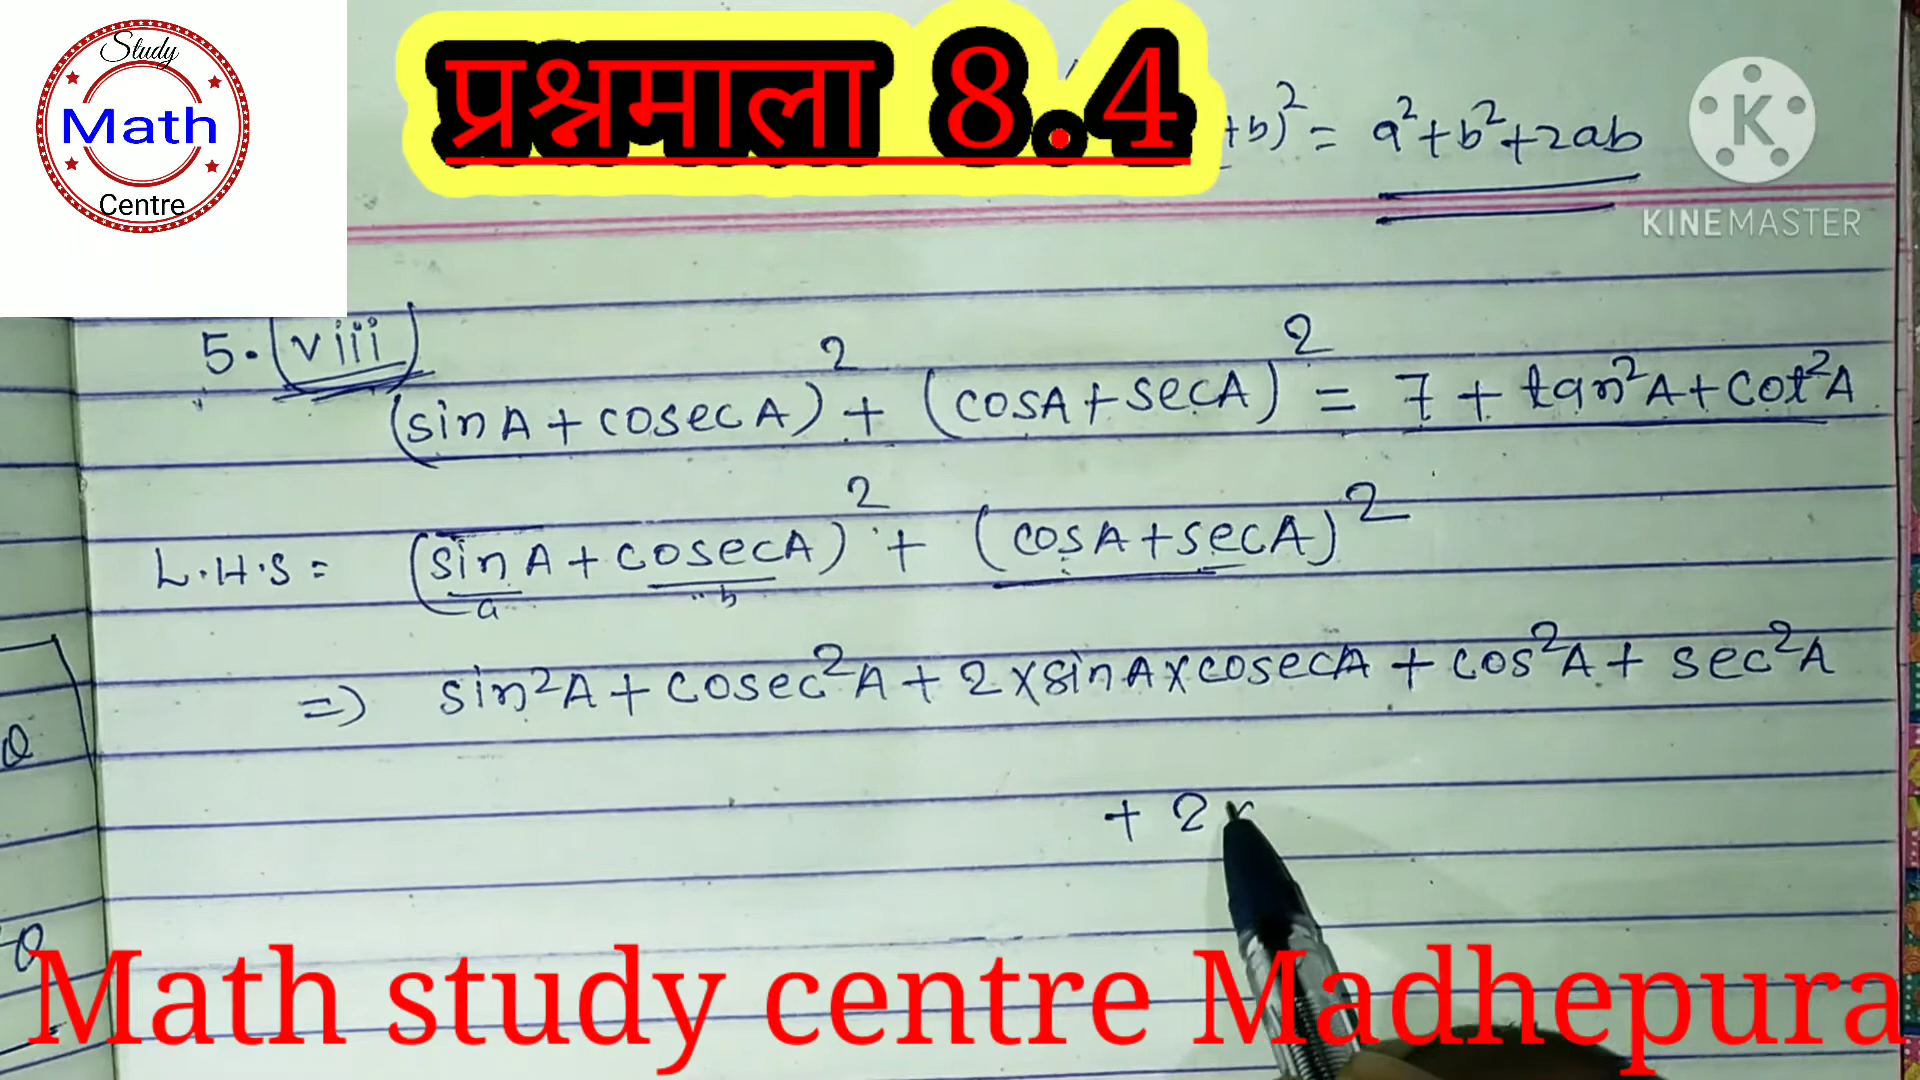 Study
Math
Centre
प्रश्नमाला 8.4
+b)² = a²+b²+2ab
K
KINEMASTER
5. viii
(sinA + cosecA)² + (cosA + secA)² = 7 + tan²A + cot²A
L.H.S = (sinA + cosecA)² + (cosA + secA)²
a b
=> sin²A + cosec²A + 2×sinA×cosecA + cos²A + sec²A
+ 2×
Math study centre Madhepura